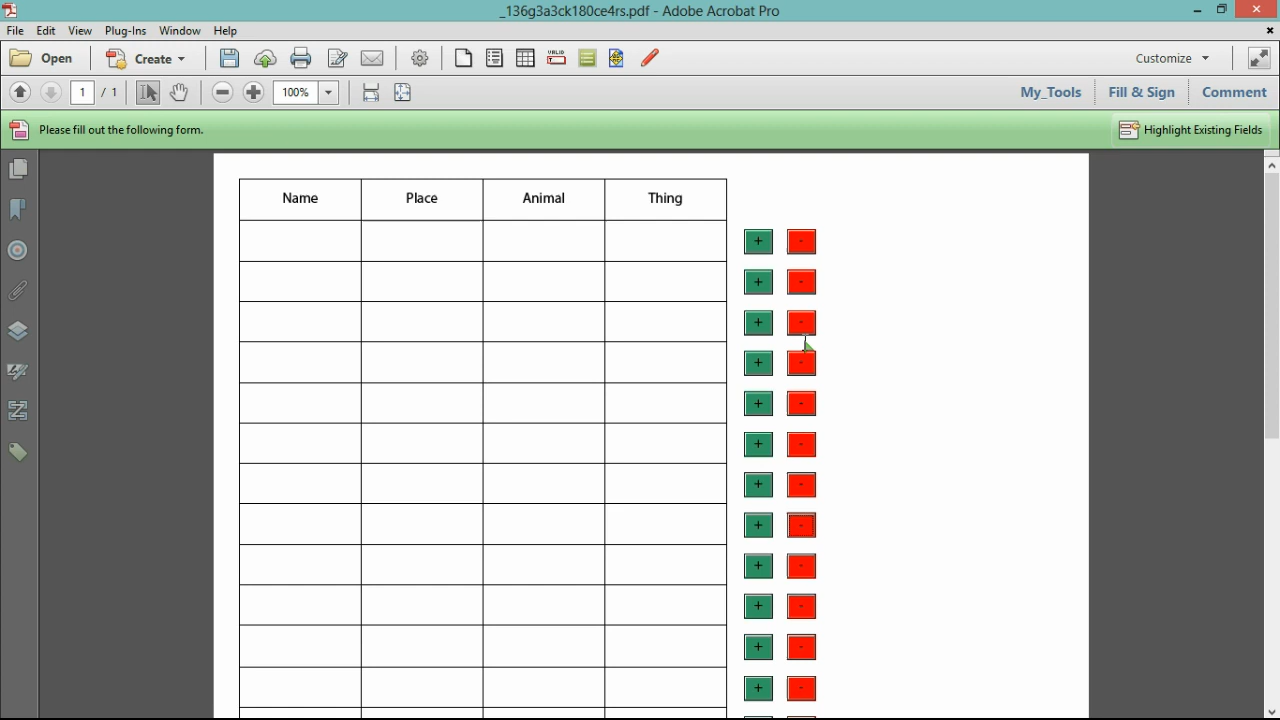 _136g3a3ck180ce4rs.pdf - Adobe Acrobat Pro
File Edit View Plug-Ins Window Help
Open Create VALID Customize
1 / 1 100% My_Tools Fill & Sign Comment
Please fill out the following form. Highlight Existing Fields
Name Place Animal Thing
+ -
+ -
+ -
+ -
+ -
+ -
+ -
+ -
+ -
+ -
+ -
+ -